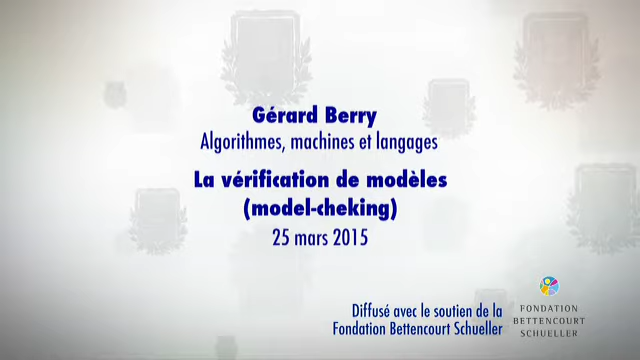 Gérard Berry
Algorithmes, machines et langages
La vérification de modèles
(model-cheking)
25 mars 2015
Diffusé avec le soutien de la
Fondation Bettencourt Schueller
FONDATION
BETTENCOURT
SCHUELLER